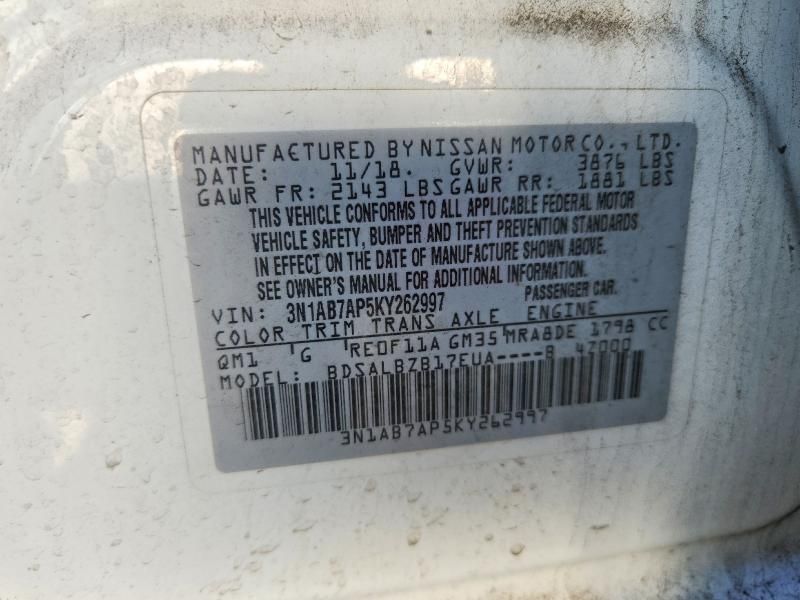 MANUFACTURED BY NISSAN MOTOR CO., LTD.
DATE: 11/18. GVWR: 3876 LBS
GAWR FR: 2143 LBS GAWR RR: 1881 LBS
THIS VEHICLE CONFORMS TO ALL APPLICABLE FEDERAL MOTOR
VEHICLE SAFETY, BUMPER AND THEFT PREVENTION STANDARDS
IN EFFECT ON THE DATE OF MANUFACTURE SHOWN ABOVE.
SEE OWNER'S MANUAL FOR ADDITIONAL INFORMATION.
VIN: 3N1AB7AP5KY262997 PASSENGER CAR.
COLOR TRIM TRANS AXLE ENGINE
QM1 G RE0F11A GM35 MRA8DE 1798 CC
MODEL: BDSALBZB17EUA----B 42000
3N1AB7AP5KY262997